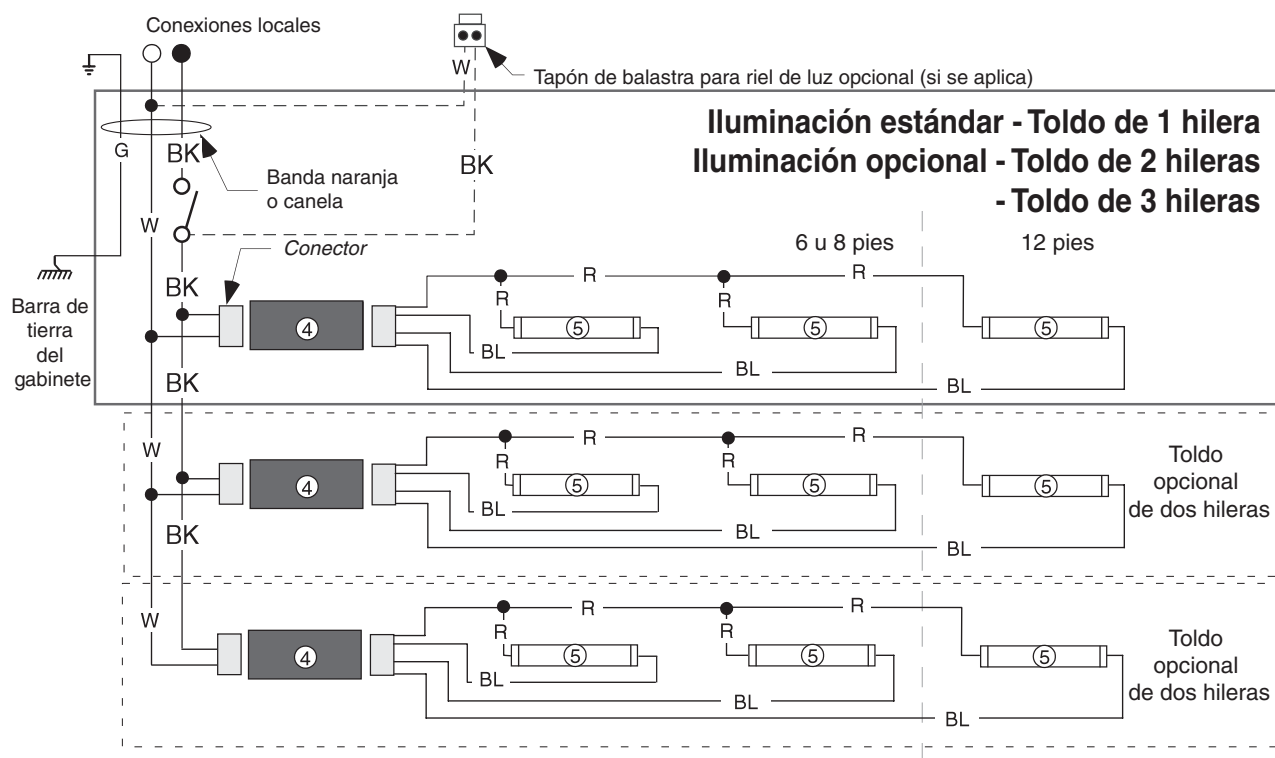 Conexiones locales
W
Tapón de balastra para riel de luz opcional (si se aplica)
Iluminación estándar - Toldo de 1 hilera
Iluminación opcional - Toldo de 2 hileras
- Toldo de 3 hileras
G
BK
BK
Banda naranja
o canela
W
Conector
6 u 8 pies
12 pies
BK
Barra de
tierra
del
gabinete
4
R
R
R
R
5
5
5
BL
BL
BL
BK
W
4
R
R
R
R
5
5
5
BL
BL
BL
Toldo
opcional
de dos hileras
BK
W
4
R
R
R
R
5
5
5
BL
BL
BL
Toldo
opcional
de dos hileras